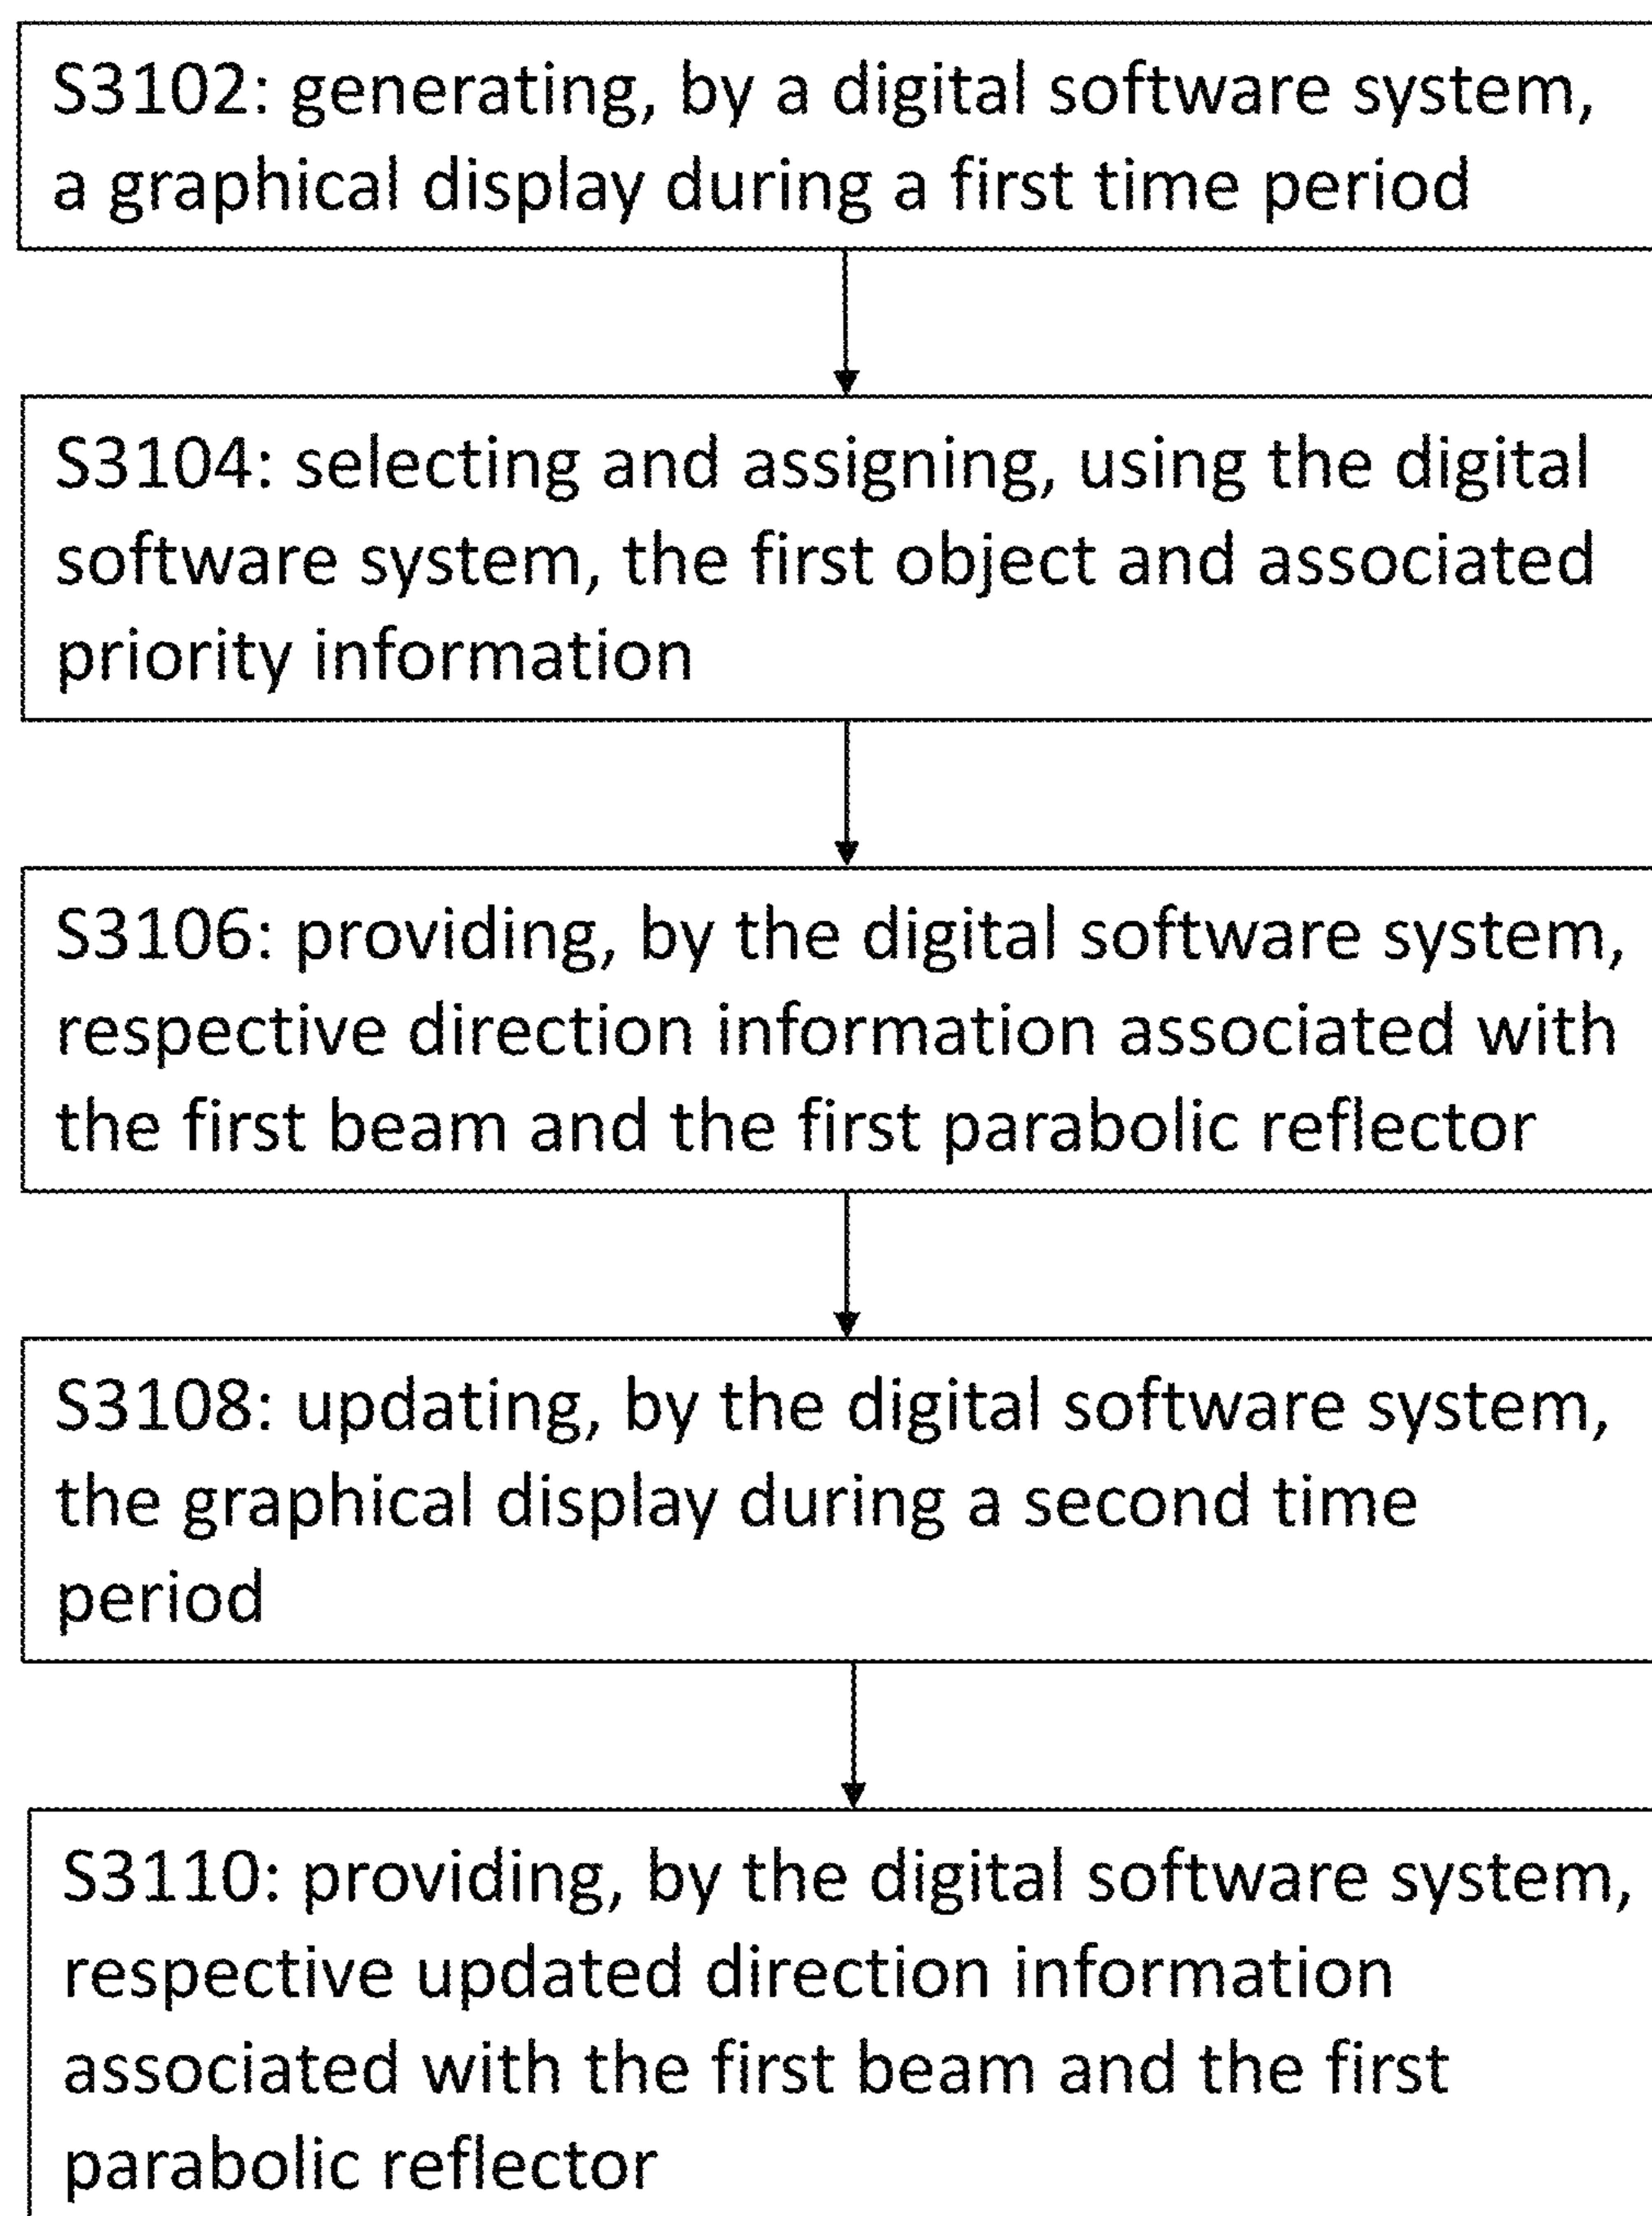 S3102: generating, by a digital software system,
a graphical display during a first time period
S3104: selecting and assigning, using the digital
software system, the first object and associated
priority information
S3106: providing, by the digital software system,
respective direction information associated with
the first beam and the first parabolic reflector
S3108: updating, by the digital software system,
the graphical display during a second time
period
S3110: providing, by the digital software system,
respective updated direction information
associated with the first beam and the first
parabolic reflector